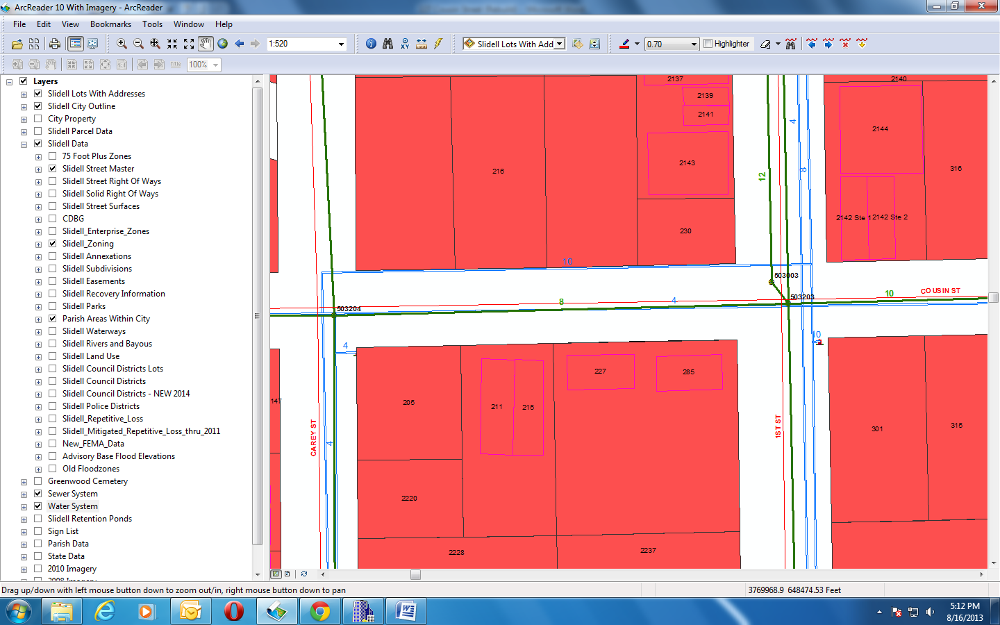 ArcReader 10 With Imagery - ArcReader
File Edit View Bookmarks Tools Window Help
1:520 Slidell Lots With Add 0.70 Highlighter
Title 100%
Layers
Slidell Lots With Addresses
Slidell City Outline
City Property
Slidell Parcel Data
Slidell Data
75 Foot Plus Zones
Slidell Street Master
Slidell Street Right Of Ways
Slidell Solid Right Of Ways
Slidell Street Surfaces
CDBG
Slidell_Enterprise_Zones
Slidell_Zoning
Slidell Annexations
Slidell Subdivisions
Slidell Easements
Slidell Recovery Information
Slidell Parks
Parish Areas Within City
Slidell Waterways
Slidell Rivers and Bayous
Slidell Land Use
Slidell Council Districts Lots
Slidell Council Districts
Slidell Council Districts - NEW 2014
Slidell Police Districts
Slidell_Repetitive_Loss
Slidell_Mitigated_Repetitive_Loss_thru_2011
New_FEMA_Data
Advisory Base Flood Elevations
Old Floodzones
Greenwood Cemetery
Sewer System
Water System
Slidell Retention Ponds
Sign List
Parish Data
State Data
2010 Imagery
2008 Imagery
2137
2140
2139
2141
4
2144
216
2143
316
12
8
2142 Ste 1 2142 Ste 2
230
10
503003
COUSIN ST
10
503203
8
4
503204
10
4
227
285
147
205
211
215
CAREY ST
4
1ST ST
301
315
2220
2228
2237
Drag up/down with left mouse button down to zoom out/in, right mouse button down to pan
3769968.9 648474.53 Feet
5:12 PM
8/16/2013